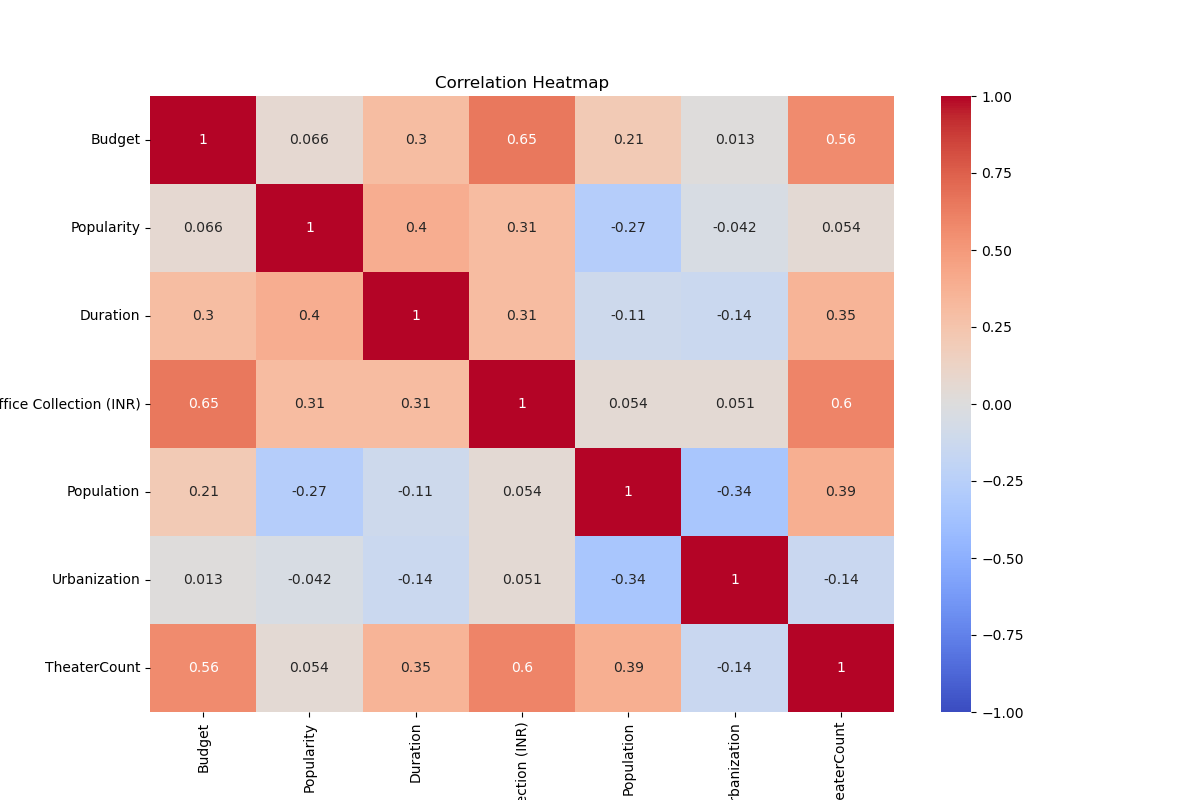 Correlation Heatmap
Budget 1 0.066 0.3 0.65 0.21 0.013 0.56
Popularity 0.066 1 0.4 0.31 -0.27 -0.042 0.054
Duration 0.3 0.4 1 0.31 -0.11 -0.14 0.35
ffice Collection (INR) 0.65 0.31 0.31 1 0.054 0.051 0.6
Population 0.21 -0.27 -0.11 0.054 1 -0.34 0.39
Urbanization 0.013 -0.042 -0.14 0.051 -0.34 1 -0.14
TheaterCount 0.56 0.054 0.35 0.6 0.39 -0.14 1
Budget
Popularity
Duration
ection (INR)
Population
rbanization
eaterCount
1.00
0.75
0.50
0.25
0.00
−0.25
−0.50
−0.75
−1.00